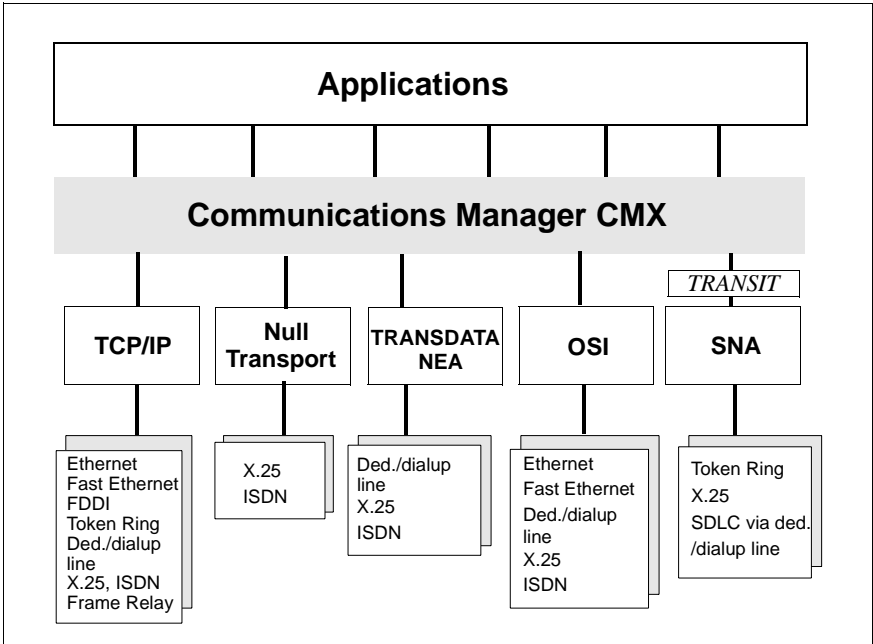 Applications
Communications Manager CMX
TRANSIT
TCP/IP
Null
Transport
TRANSDATA
NEA
OSI
SNA
Ethernet
Fast Ethernet
FDDI
Token Ring
Ded./dialup
line
X.25, ISDN
Frame Relay
X.25
ISDN
Ded./dialup
line
X.25
ISDN
Ethernet
Fast Ethernet
Ded./dialup
line
X.25
ISDN
Token Ring
X.25
SDLC via ded.
/dialup line